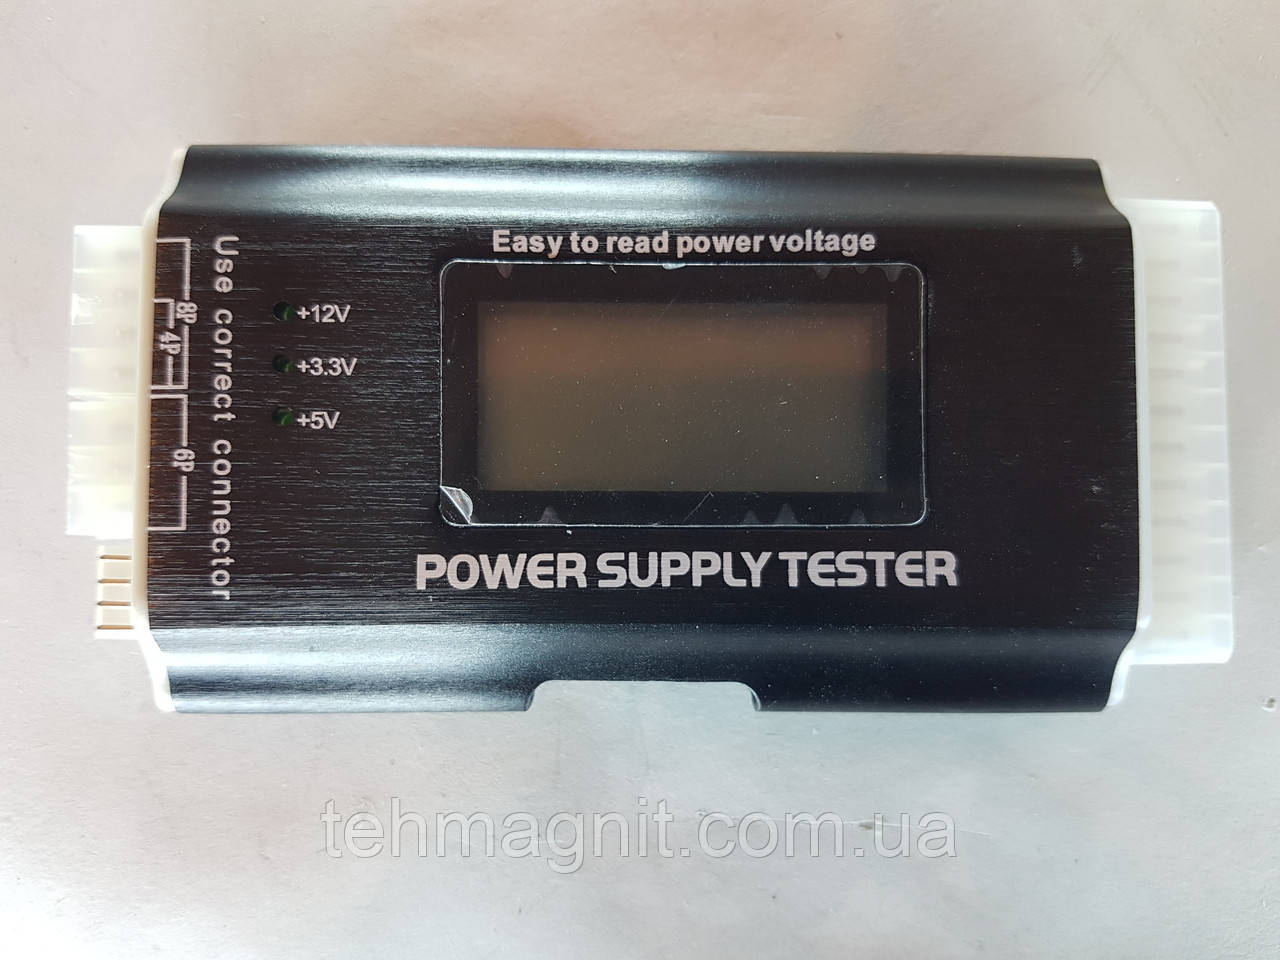 Easy to read power voltage
Use correct connector
8P
4P
6P
+12V
+3.3V
+5V
POWER SUPPLY TESTER
tehmagnit.com.ua